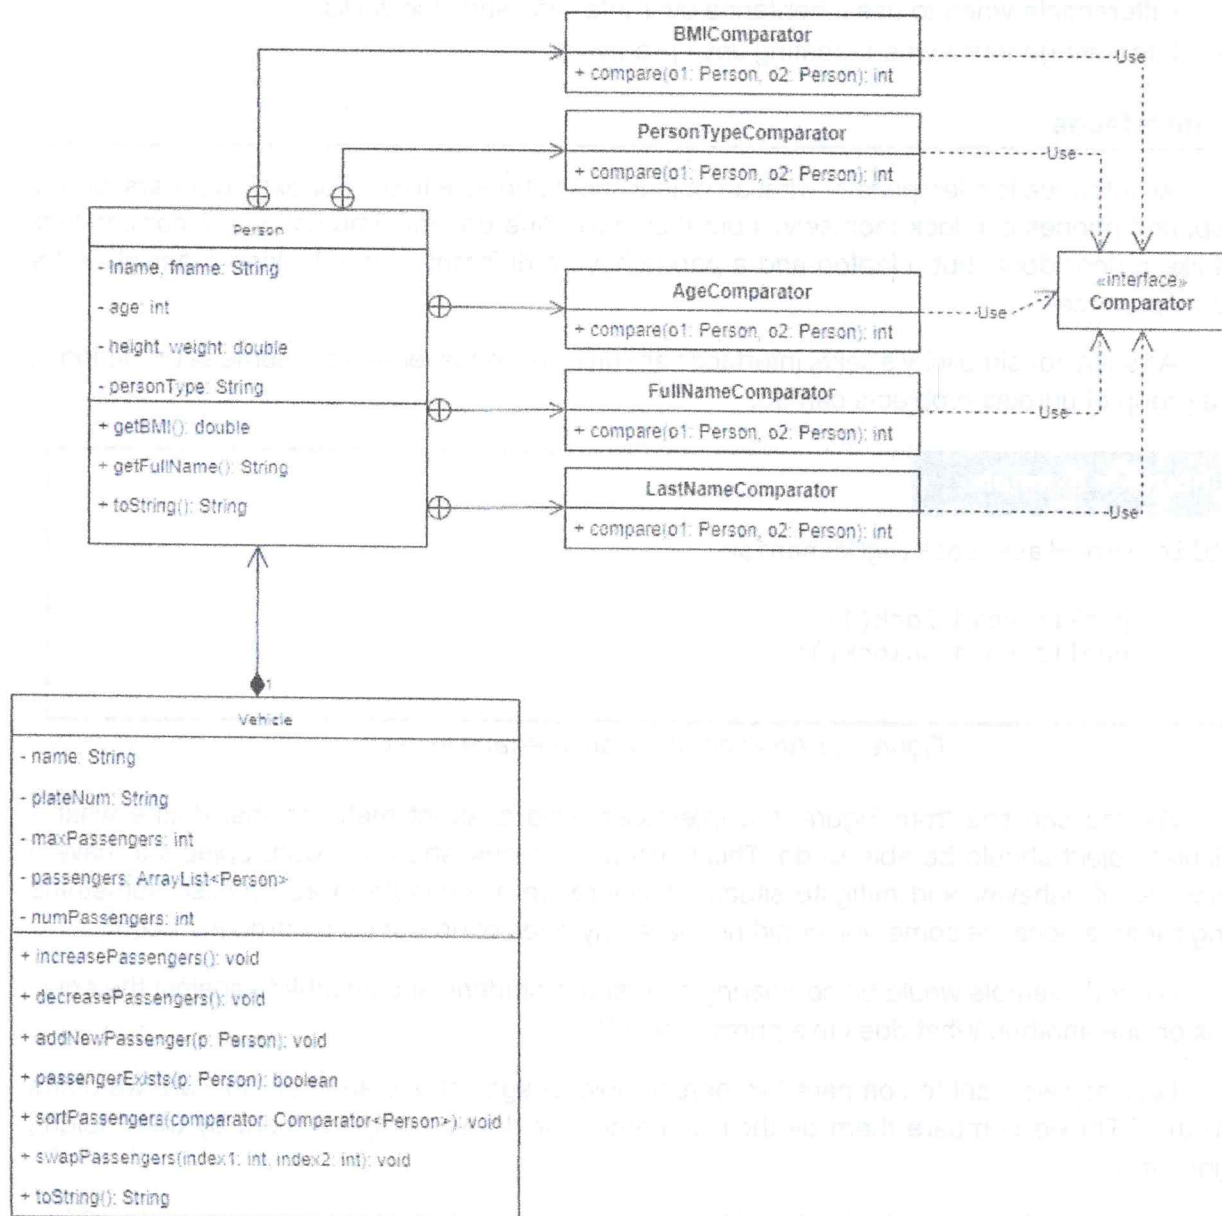 BMIComparator
+ compare(o1: Person, o2: Person): int
Use
PersonTypeComparator
+ compare(o1: Person, o2: Person): int
Use
Person
- lname, fname: String
- age: int
- height, weight: double
- personType: String
+ getBMI(): double
+ getFullName(): String
+ toString(): String
AgeComparator
+ compare(o1: Person, o2: Person): int
Use
«interface»
Comparator
FullNameComparator
+ compare(o1: Person, o2: Person): int
Use
LastNameComparator
+ compare(o1: Person, o2: Person): int
Use
1
Vehicle
- name: String
- plateNum: String
- maxPassengers: int
- passengers: ArrayList<Person>
- numPassengers: int
+ increasePassengers(): void
+ decreasePassengers(): void
+ addNewPassenger(p: Person): void
+ passengerExists(p: Person): boolean
+ sortPassengers(comparator: Comparator<Person>): void
+ swapPassengers(index1: int, index2: int): void
+ toString(): String